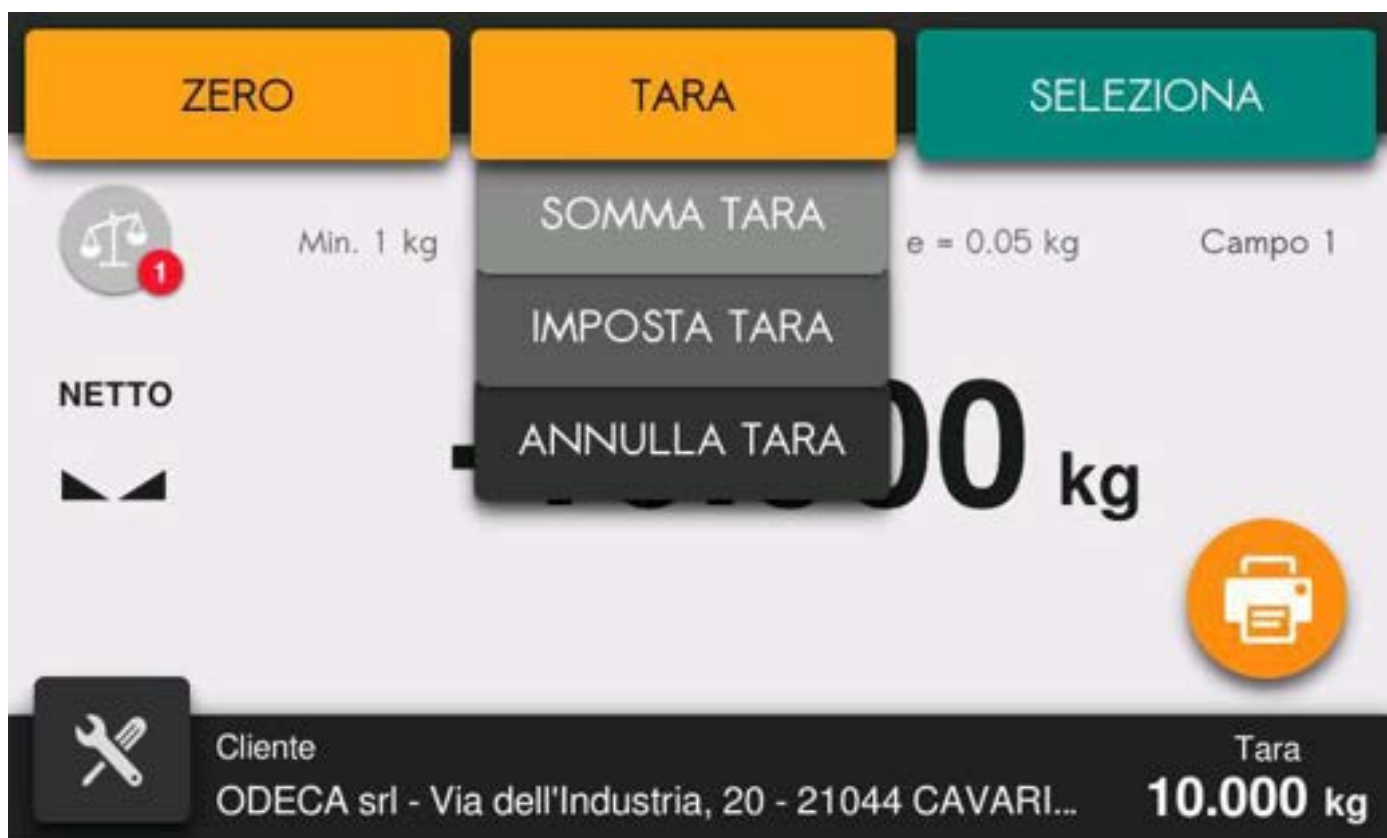 ZERO
TARA
SELEZIONA
SOMMA TARA
Min. 1 kg
e = 0.05 kg
Campo 1
1
IMPOSTA TARA
NETTO
ANNULLA TARA
kg
Cliente
Tara
ODECA srl - Via dell'Industria, 20 - 21044 CAVARI...
10.000 kg